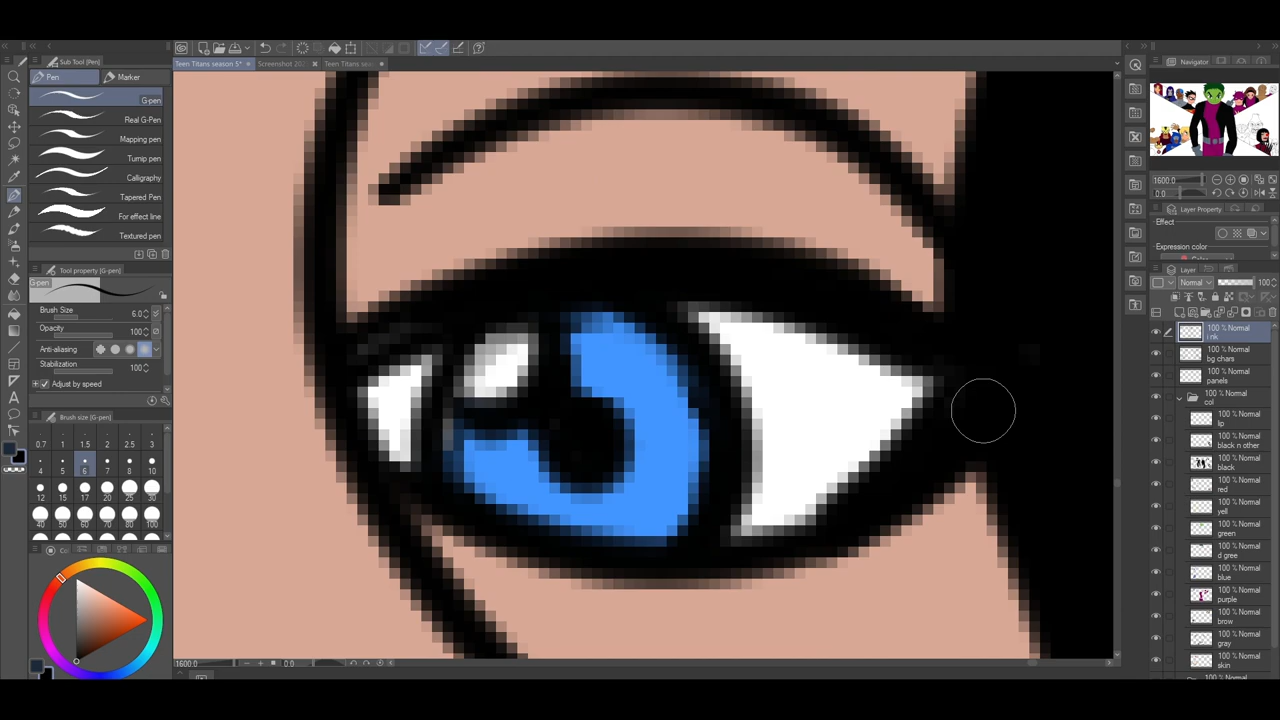 Teen Titans season 5*
Screenshot 202
Teen Titans sea
Sub Tool [Pen]
Pen
Marker
G-pen
Real G-Pen
Mapping pen
Turnip pen
Calligraphy
Tapered Pen
For effect line
Textured pen
Tool property [G-pen]
G-pen
Brush Size 6.0
Opacity 100
Anti-aliasing
Stabilization 100
Adjust by speed
Brush size [G-pen]
0.7 1 1.5 2 2.5 3
4 5 6 7 8 10
12 15 17 20 25 30
40 50 60 70 80 100
1600.0 0.0
Navigator
1600.0
0.0
Layer Property
Effect
Expression color
Layer
Normal 100
100 % Normal
i nk
100 % Normal
bg chars
100 % Normal
panels
100 % Normal
col
100 % Normal
lip
100 % Normal
black n other
100 % Normal
black
100 % Normal
red
100 % Normal
yell
100 % Normal
green
100 % Normal
d gree
100 % Normal
blue
100 % Normal
purple
100 % Normal
brow
100 % Normal
gray
100 % Normal
skin